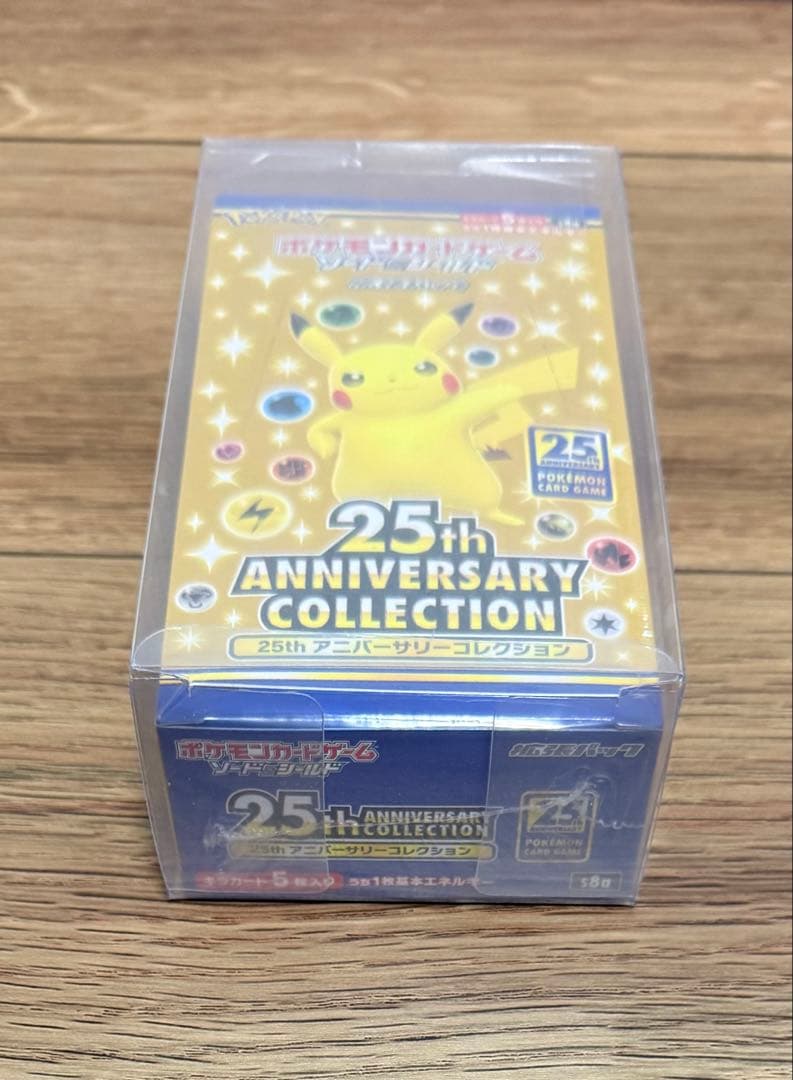 ポケモンカードゲーム
ソード&シールド
25th
ANNIVERSARY
POKÉMON
CARD GAME
25th
ANNIVERSARY
COLLECTION
25th アニバーサリーコレクション
ポケモンカードゲーム
ソード&シールド
拡張パック
25th ANNIVERSARY
COLLECTION
25th アニバーサリーコレクション
25th
ANNIVERSARY
POKÉMON
CARD GAME
キラカード5枚入り うち1枚基本エネルギー
s8a